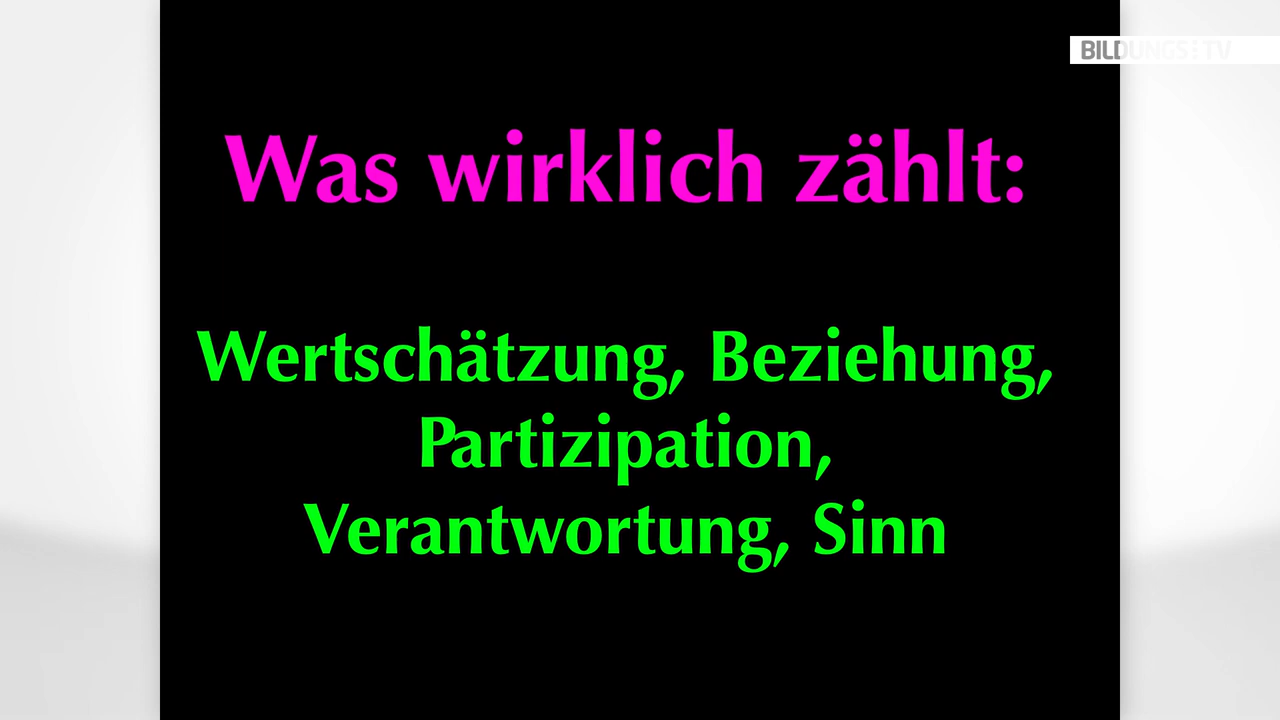 BILDUNGS:TV
Was wirklich zählt:
Wertschätzung, Beziehung,
Partizipation,
Verantwortung, Sinn